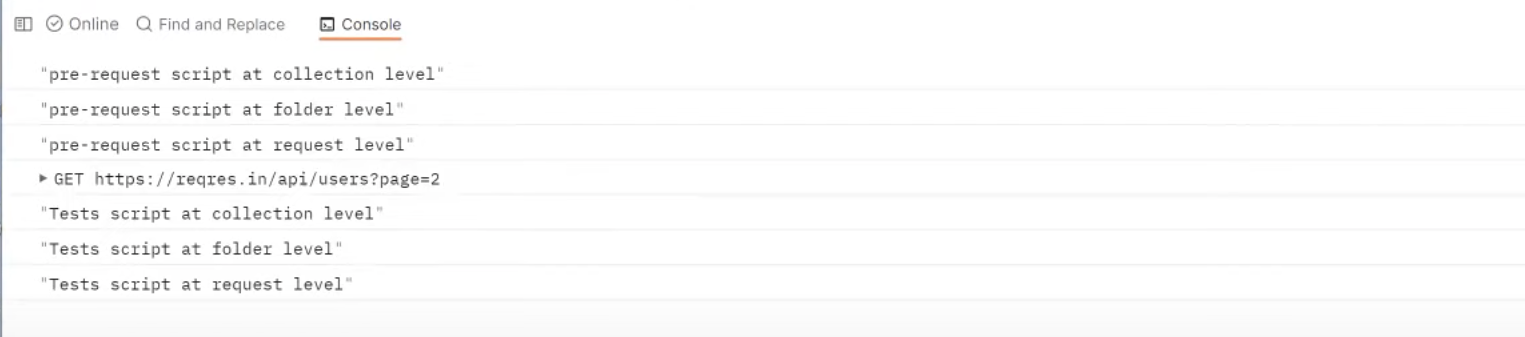 Online Find and Replace Console
"pre-request script at collection level"
"pre-request script at folder level"
"pre-request script at request level"
GET https://reqres.in/api/users?page=2
"Tests script at collection level"
"Tests script at folder level"
"Tests script at request level"